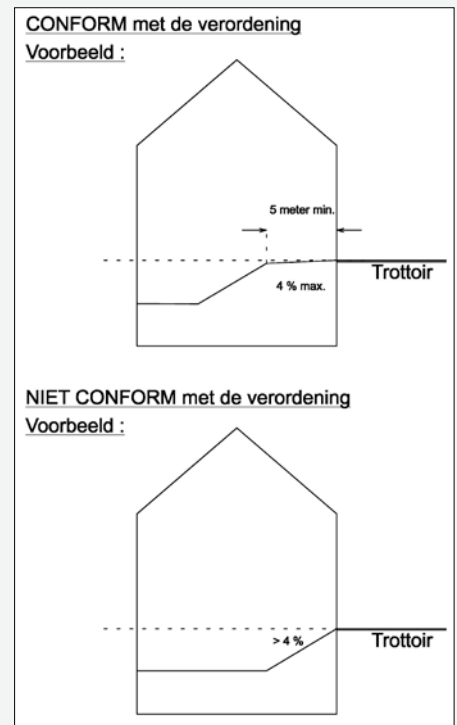 CONFORM met de verordening
Voorbeeld :
5 meter min.
Trottoir
4 % max.
NIET CONFORM met de verordening
Voorbeeld :
> 4 %
Trottoir